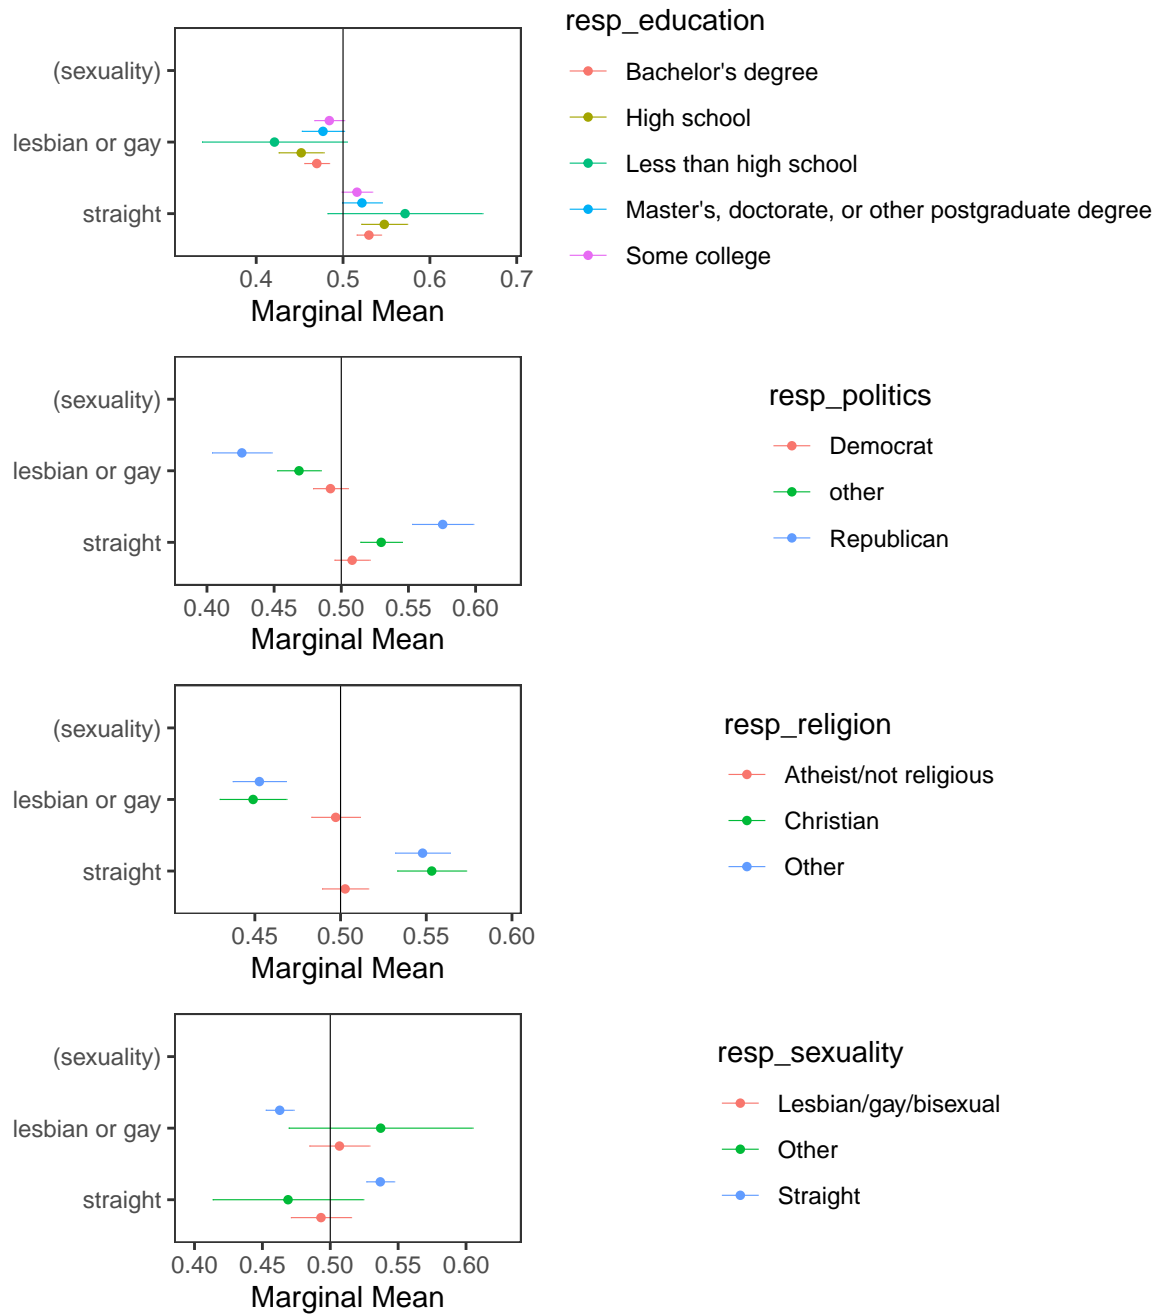 resp_education
(sexuality)
lesbian or gay
straight
0.4 0.5 0.6 0.7
Marginal Mean
Bachelor's degree
High school
Less than high school
Master's, doctorate, or other postgraduate degree
Some college
(sexuality)
lesbian or gay
straight
0.40 0.45 0.50 0.55 0.60
Marginal Mean
resp_politics
Democrat
other
Republican
(sexuality)
lesbian or gay
straight
0.45 0.50 0.55 0.60
Marginal Mean
resp_religion
Atheist/not religious
Christian
Other
(sexuality)
lesbian or gay
straight
0.40 0.45 0.50 0.55 0.60
Marginal Mean
resp_sexuality
Lesbian/gay/bisexual
Other
Straight